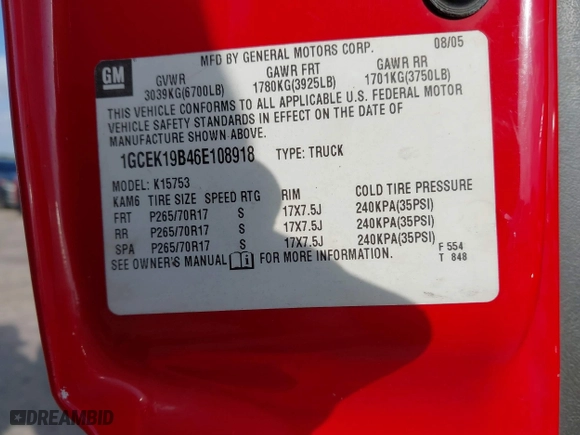 MFD BY GENERAL MOTORS CORP. 08/05
GM
GVWR GAWR FRT GAWR RR
3039KG(6700LB) 1780KG(3925LB) 1701KG(3750LB)
THIS VEHICLE CONFORMS TO ALL APPLICABLE U.S. FEDERAL MOTOR
VEHICLE SAFETY STANDARDS IN EFFECT ON THE DATE OF
MANUFACTURE SHOWN ABOVE.
1GCEK19B46E108918 TYPE: TRUCK
MODEL: K15753
KAM6 TIRE SIZE SPEED RTG RIM COLD TIRE PRESSURE
FRT P265/70R17 S 17X7.5J 240KPA(35PSI)
RR P265/70R17 S 17X7.5J 240KPA(35PSI)
SPA P265/70R17 S 17X7.5J 240KPA(35PSI)
SEE OWNER'S MANUAL FOR MORE INFORMATION.
F 554
T 848
DREAMBID